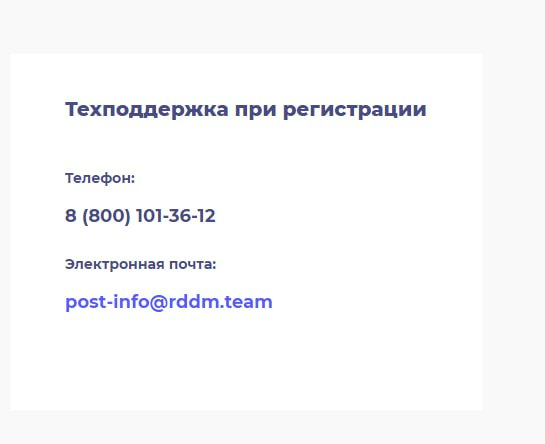 Техподдержка при регистрации
Телефон:
8 (800) 101-36-12
Электронная почта:
post-info@rddm.team